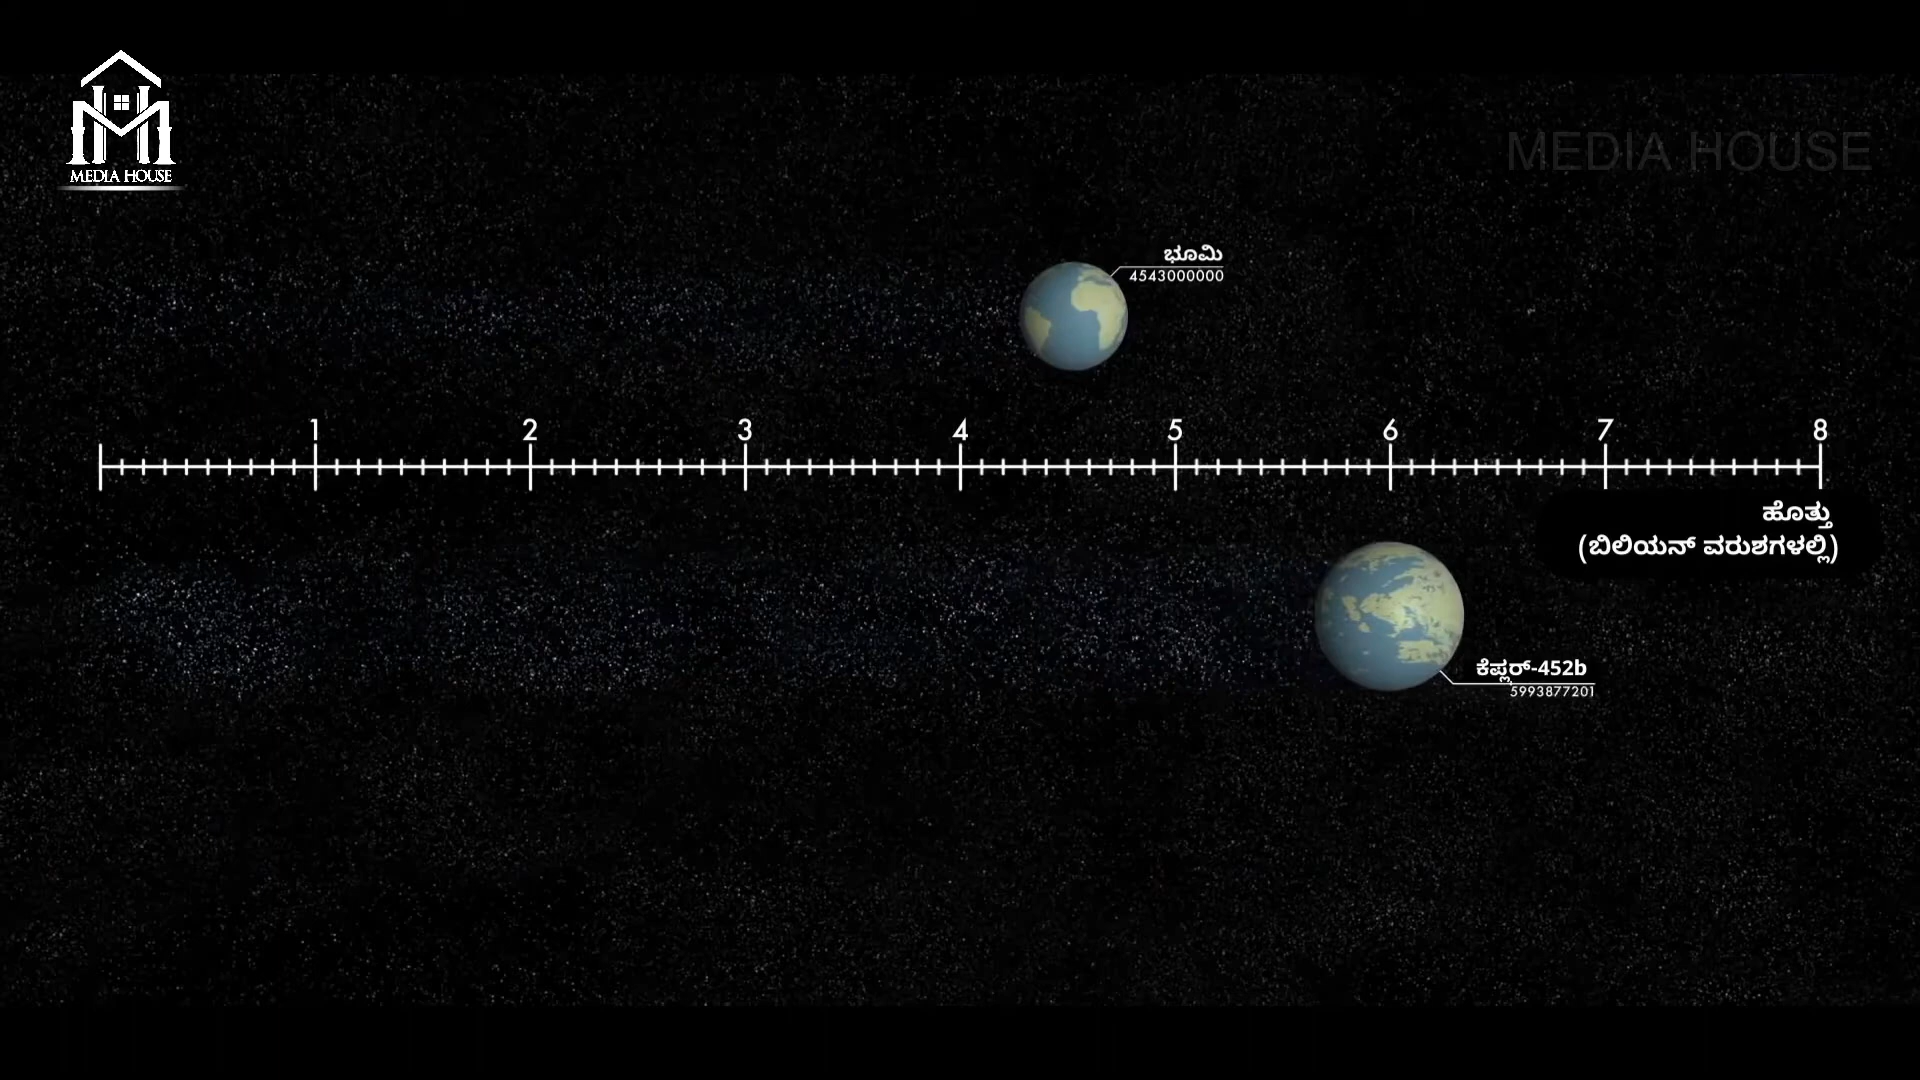 MEDIA HOUSE
MEDIA HOUSE
ಭೂಮಿ
4543000000
1 2 3 4 5 6 7 8
ಹೊತ್ತು
(ಬಿಲಿಯನ್ ವರುಶಗಳಲ್ಲಿ)
ಕೆಪ್ಲರ್-452b
5993877201